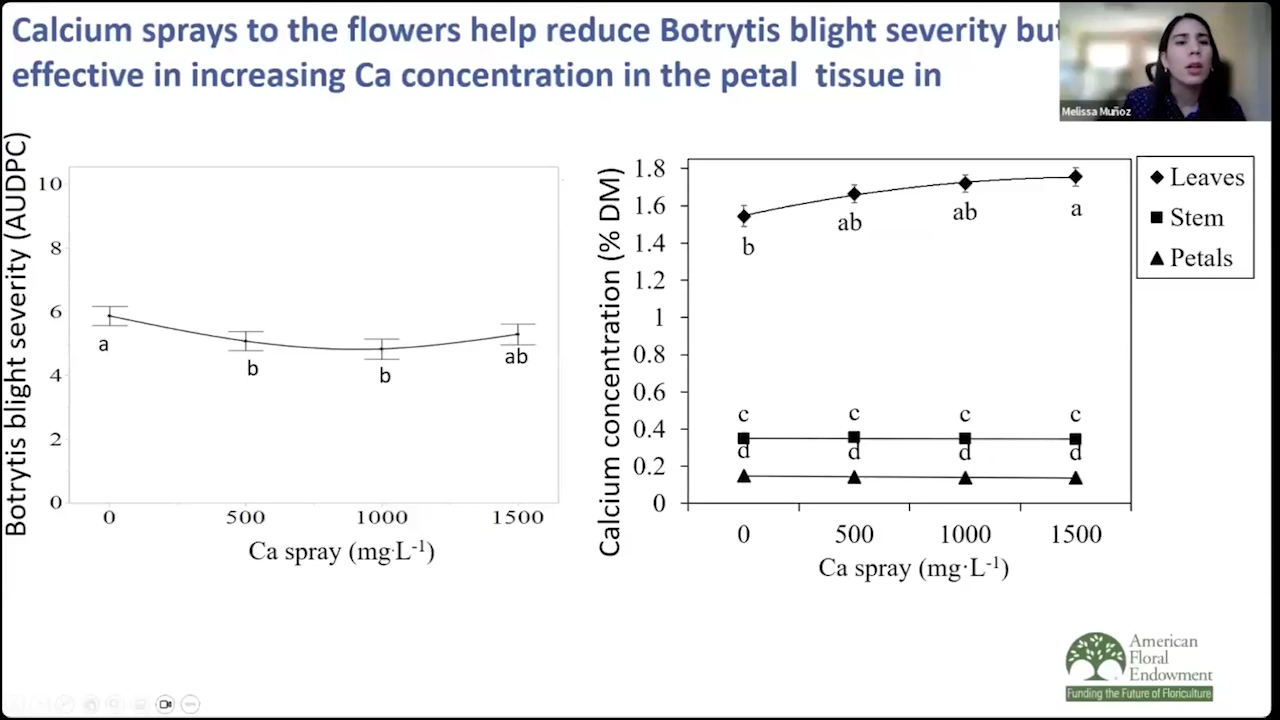 Calcium sprays to the flowers help reduce Botrytis blight severity but
effective in increasing Ca concentration in the petal tissue in
Melissa Muñoz
Botrytis blight severity (AUDPC)
10
8
6
4
2
0
a
b
b
ab
0 500 1000 1500
Ca spray (mg·L-1)
Calcium concentration (% DM)
1.8
1.6
1.4
1.2
1
0.8
0.6
0.4
0.2
0
b
ab
ab
a
c c c c
d d d d
0 500 1000 1500
Ca spray (mg·L-1)
Leaves
Stem
Petals
American
Floral
Endowment
Funding the Future of Floriculture